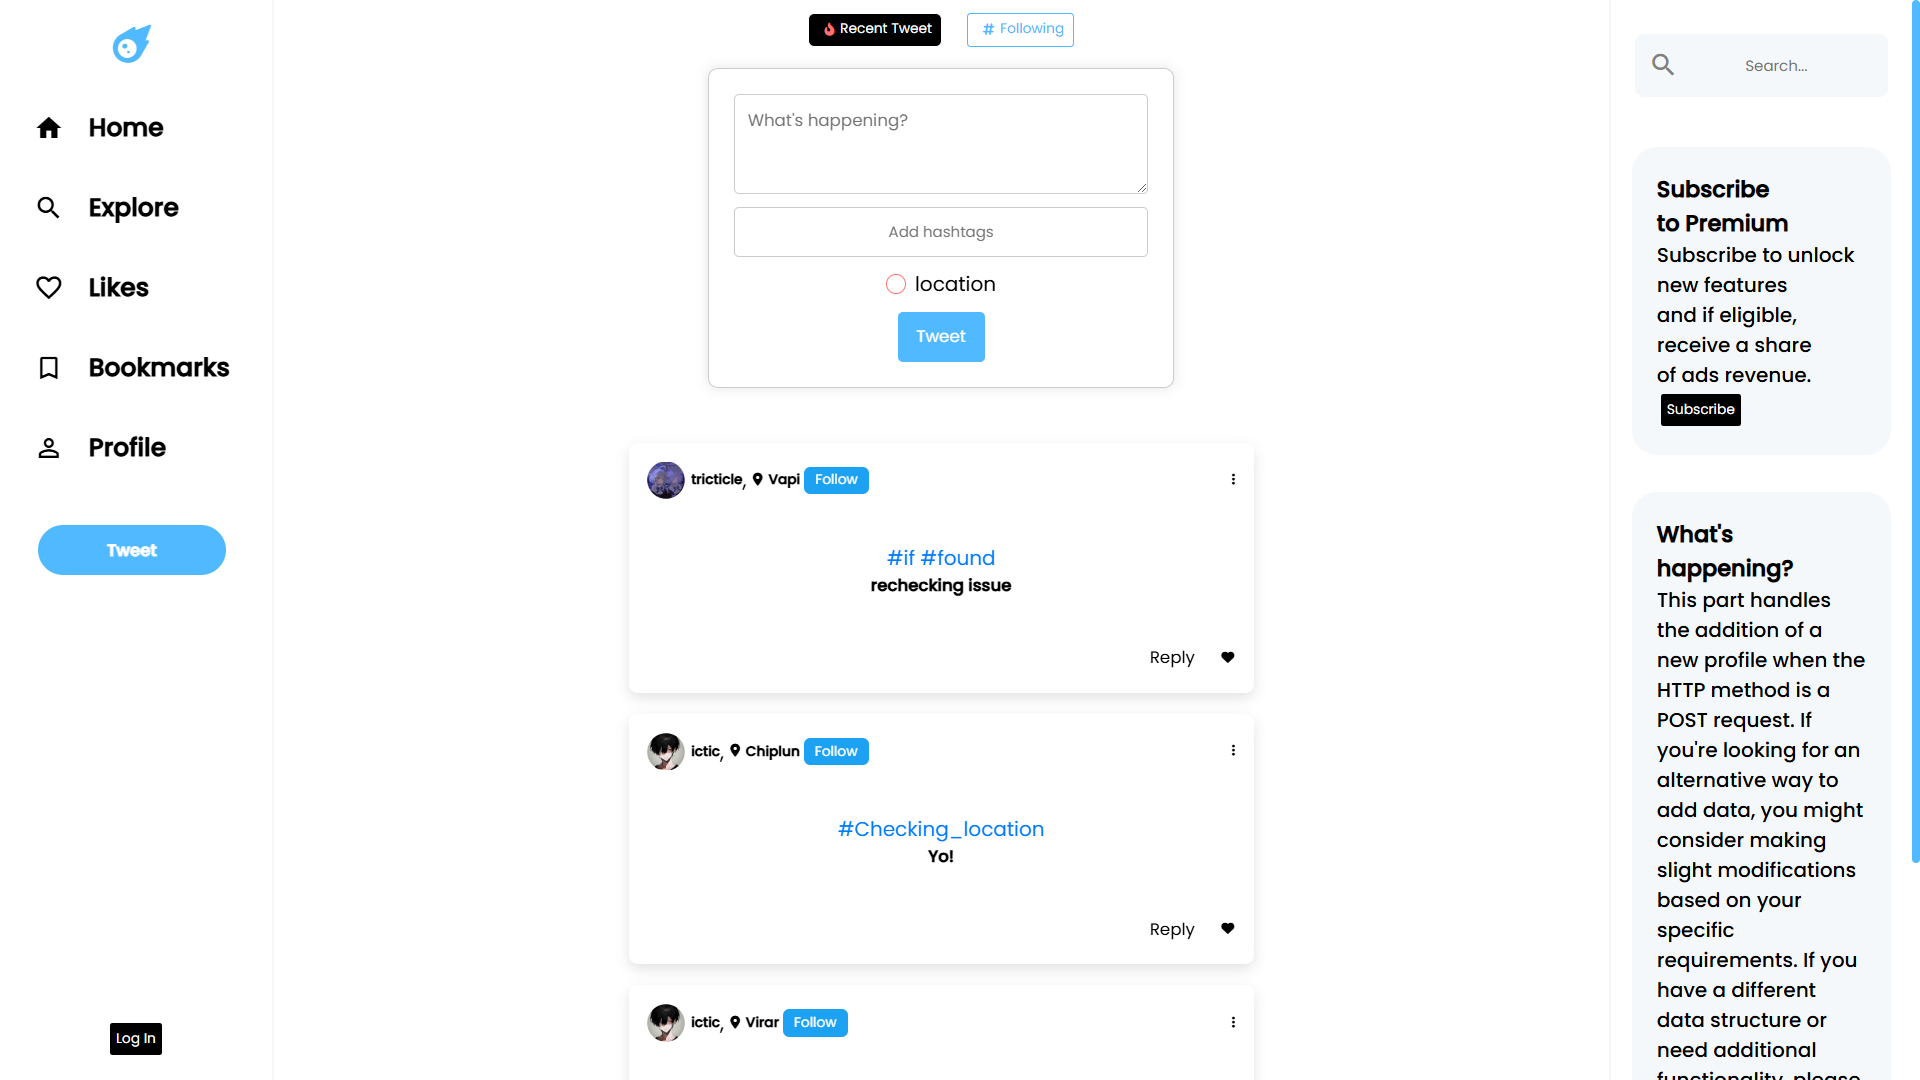 Home
Explore
Likes
Bookmarks
Profile
Tweet
Log In
Recent Tweet
# Following
What's happening?
Add hashtags
location
Tweet
tricticle, Vapi Follow
#if #found
rechecking issue
Reply
ictic, Chiplun Follow
#Checking_location
Yo!
Reply
ictic, Virar Follow
Search...
Subscribe
to Premium
Subscribe to unlock
new features
and if eligible,
receive a share
of ads revenue.
Subscribe
What's
happening?
This part handles
the addition of a
new profile when the
HTTP method is a
POST request. If
you're looking for an
alternative way to
add data, you might
consider making
slight modifications
based on your
specific
requirements. If you
have a different
data structure or
need additional
functionality, please